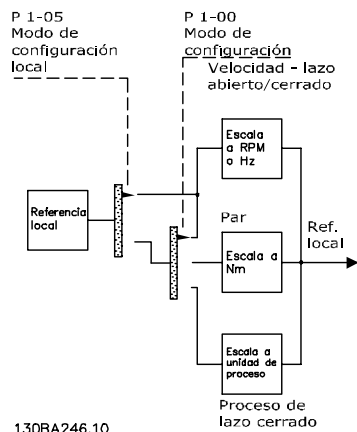 P 1-05
Modo de
configuración
local
P 1-00
Modo de
configuración
Velocidad - lazo
abierto/cerrado
Escala
a RPM
o Hz
Referencia
local
Par
Escala a
Nm
Ref.
local
Escala a
unidad de
proceso
Proceso de
lazo cerrado
130BA246.10